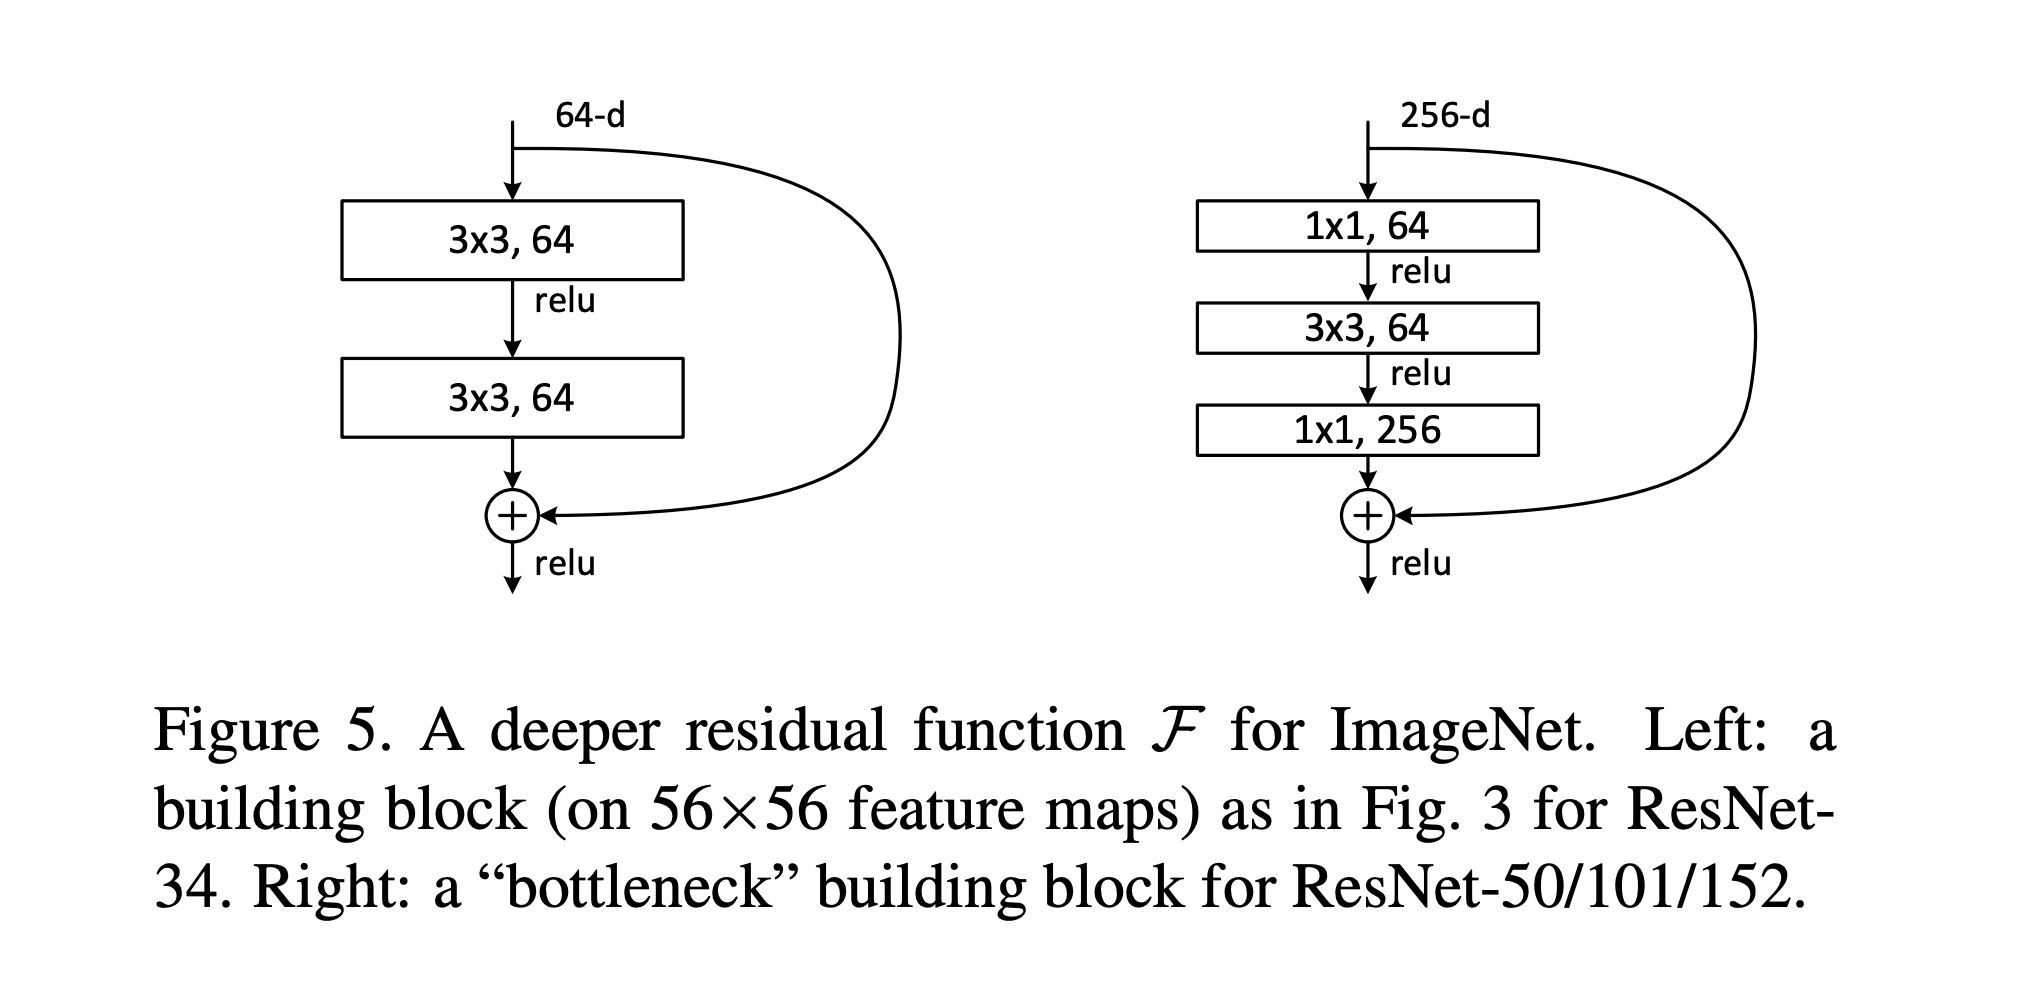 64-d
3x3, 64
relu
3x3, 64
relu
256-d
1x1, 64
relu
3x3, 64
relu
1x1, 256
relu
Figure 5. A deeper residual function ℱ for ImageNet. Left: a
building block (on 56×56 feature maps) as in Fig. 3 for ResNet-
34. Right: a “bottleneck” building block for ResNet-50/101/152.